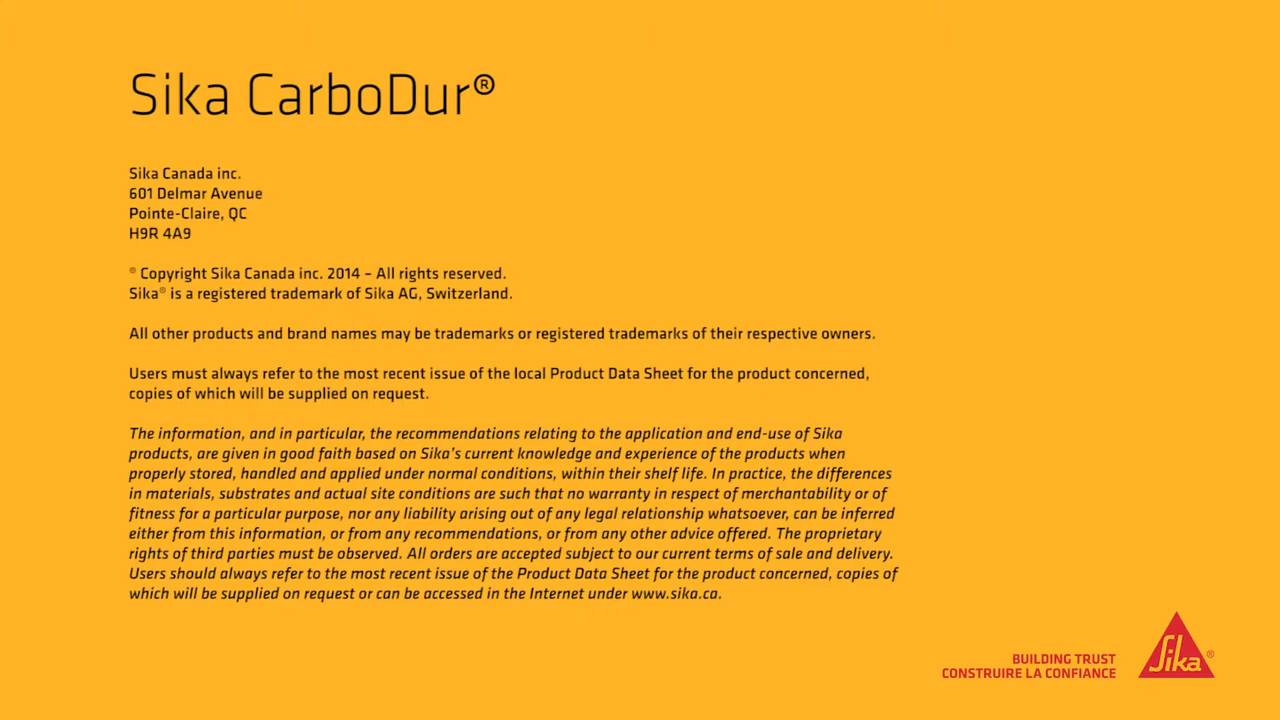 Sika CarboDur®
Sika Canada inc.
601 Delmar Avenue
Pointe-Claire, QC
H9R 4A9
® Copyright Sika Canada inc. 2014 – All rights reserved.
Sika® is a registered trademark of Sika AG, Switzerland.
All other products and brand names may be trademarks or registered trademarks of their respective owners.
Users must always refer to the most recent issue of the local Product Data Sheet for the product concerned,
copies of which will be supplied on request.
The information, and in particular, the recommendations relating to the application and end-use of Sika
products, are given in good faith based on Sika's current knowledge and experience of the products when
properly stored, handled and applied under normal conditions, within their shelf life. In practice, the differences
in materials, substrates and actual site conditions are such that no warranty in respect of merchantability or of
fitness for a particular purpose, nor any liability arising out of any legal relationship whatsoever, can be inferred
either from this information, or from any recommendations, or from any other advice offered. The proprietary
rights of third parties must be observed. All orders are accepted subject to our current terms of sale and delivery.
Users should always refer to the most recent issue of the Product Data Sheet for the product concerned, copies of
which will be supplied on request or can be accessed in the Internet under www.sika.ca.
BUILDING TRUST
CONSTRUIRE LA CONFIANCE
Sika®